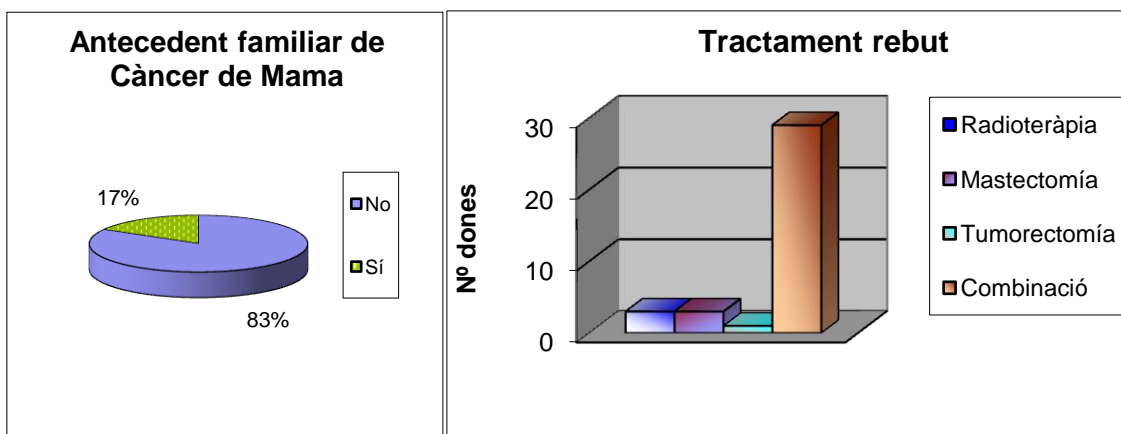 Antecedent familiar de
Càncer de Mama
17%
83%
No
Sí
Tractament rebut
Nº dones
30
20
10
0
Radioteràpia
Mastectomía
Tumorectomía
Combinació